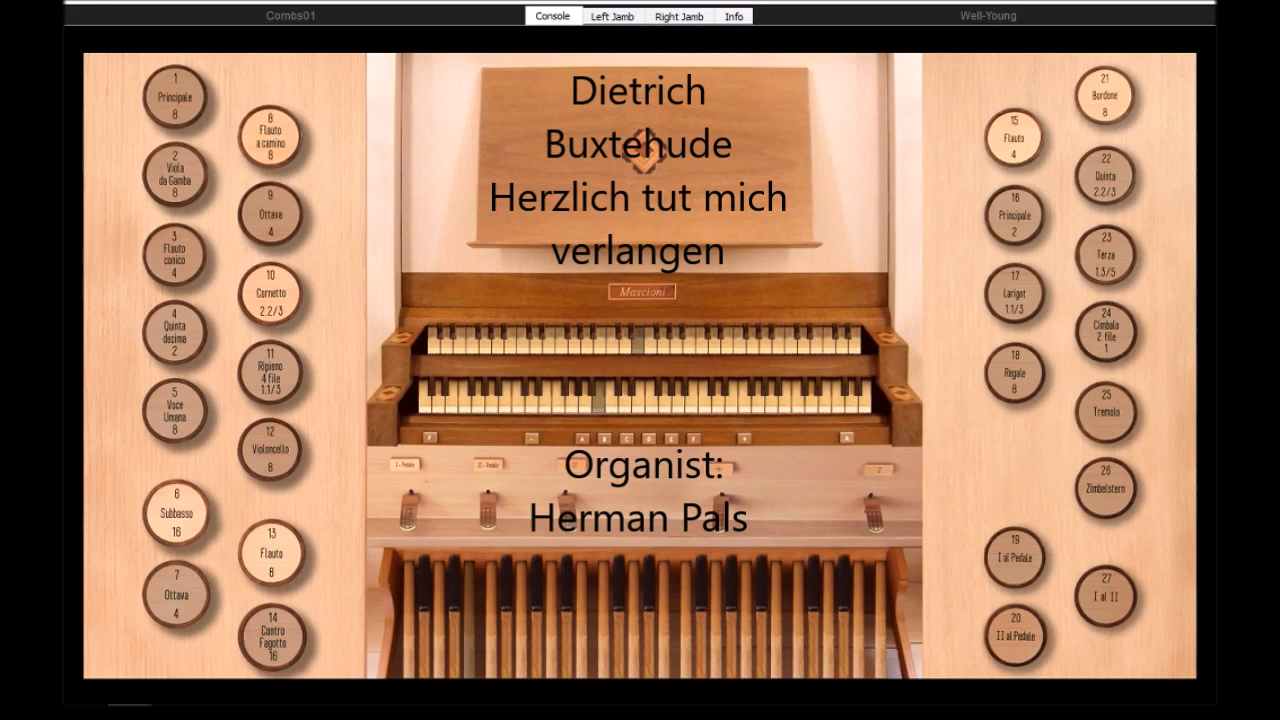 Combs01
Console
Left Jamb
Right Jamb
Info
Well-Young
Dietrich
Buxtehude
Herzlich tut mich
verlangen
Mascioni
Organist:
Herman Pals
1
Principale
8
2
Viola
da Gamba
8
3
Flauto
conico
4
4
Quinta
decima
2
5
Voce
Umana
8
6
Subbasso
16
7
Ottava
4
8
Flauto
a camino
8
9
Ottava
4
10
Cornetto
2.2/3
11
Ripieno
4 file
1.1/3
12
Violoncello
8
13
Flauto
8
14
Contro
Fagotto
16
F
-
A
B
C
D
E
F
+
A
I - Pedale
II - Pedale
Z
15
Flauto
4
16
Principale
2
17
Larigot
1.1/3
18
Regale
8
19
I al Pedale
20
II al Pedale
21
Bordone
8
22
Quinta
2.2/3
23
Terza
1.3/5
24
Cimbalo
2 file
1
25
Tremolo
26
Zimbelstern
27
I al II